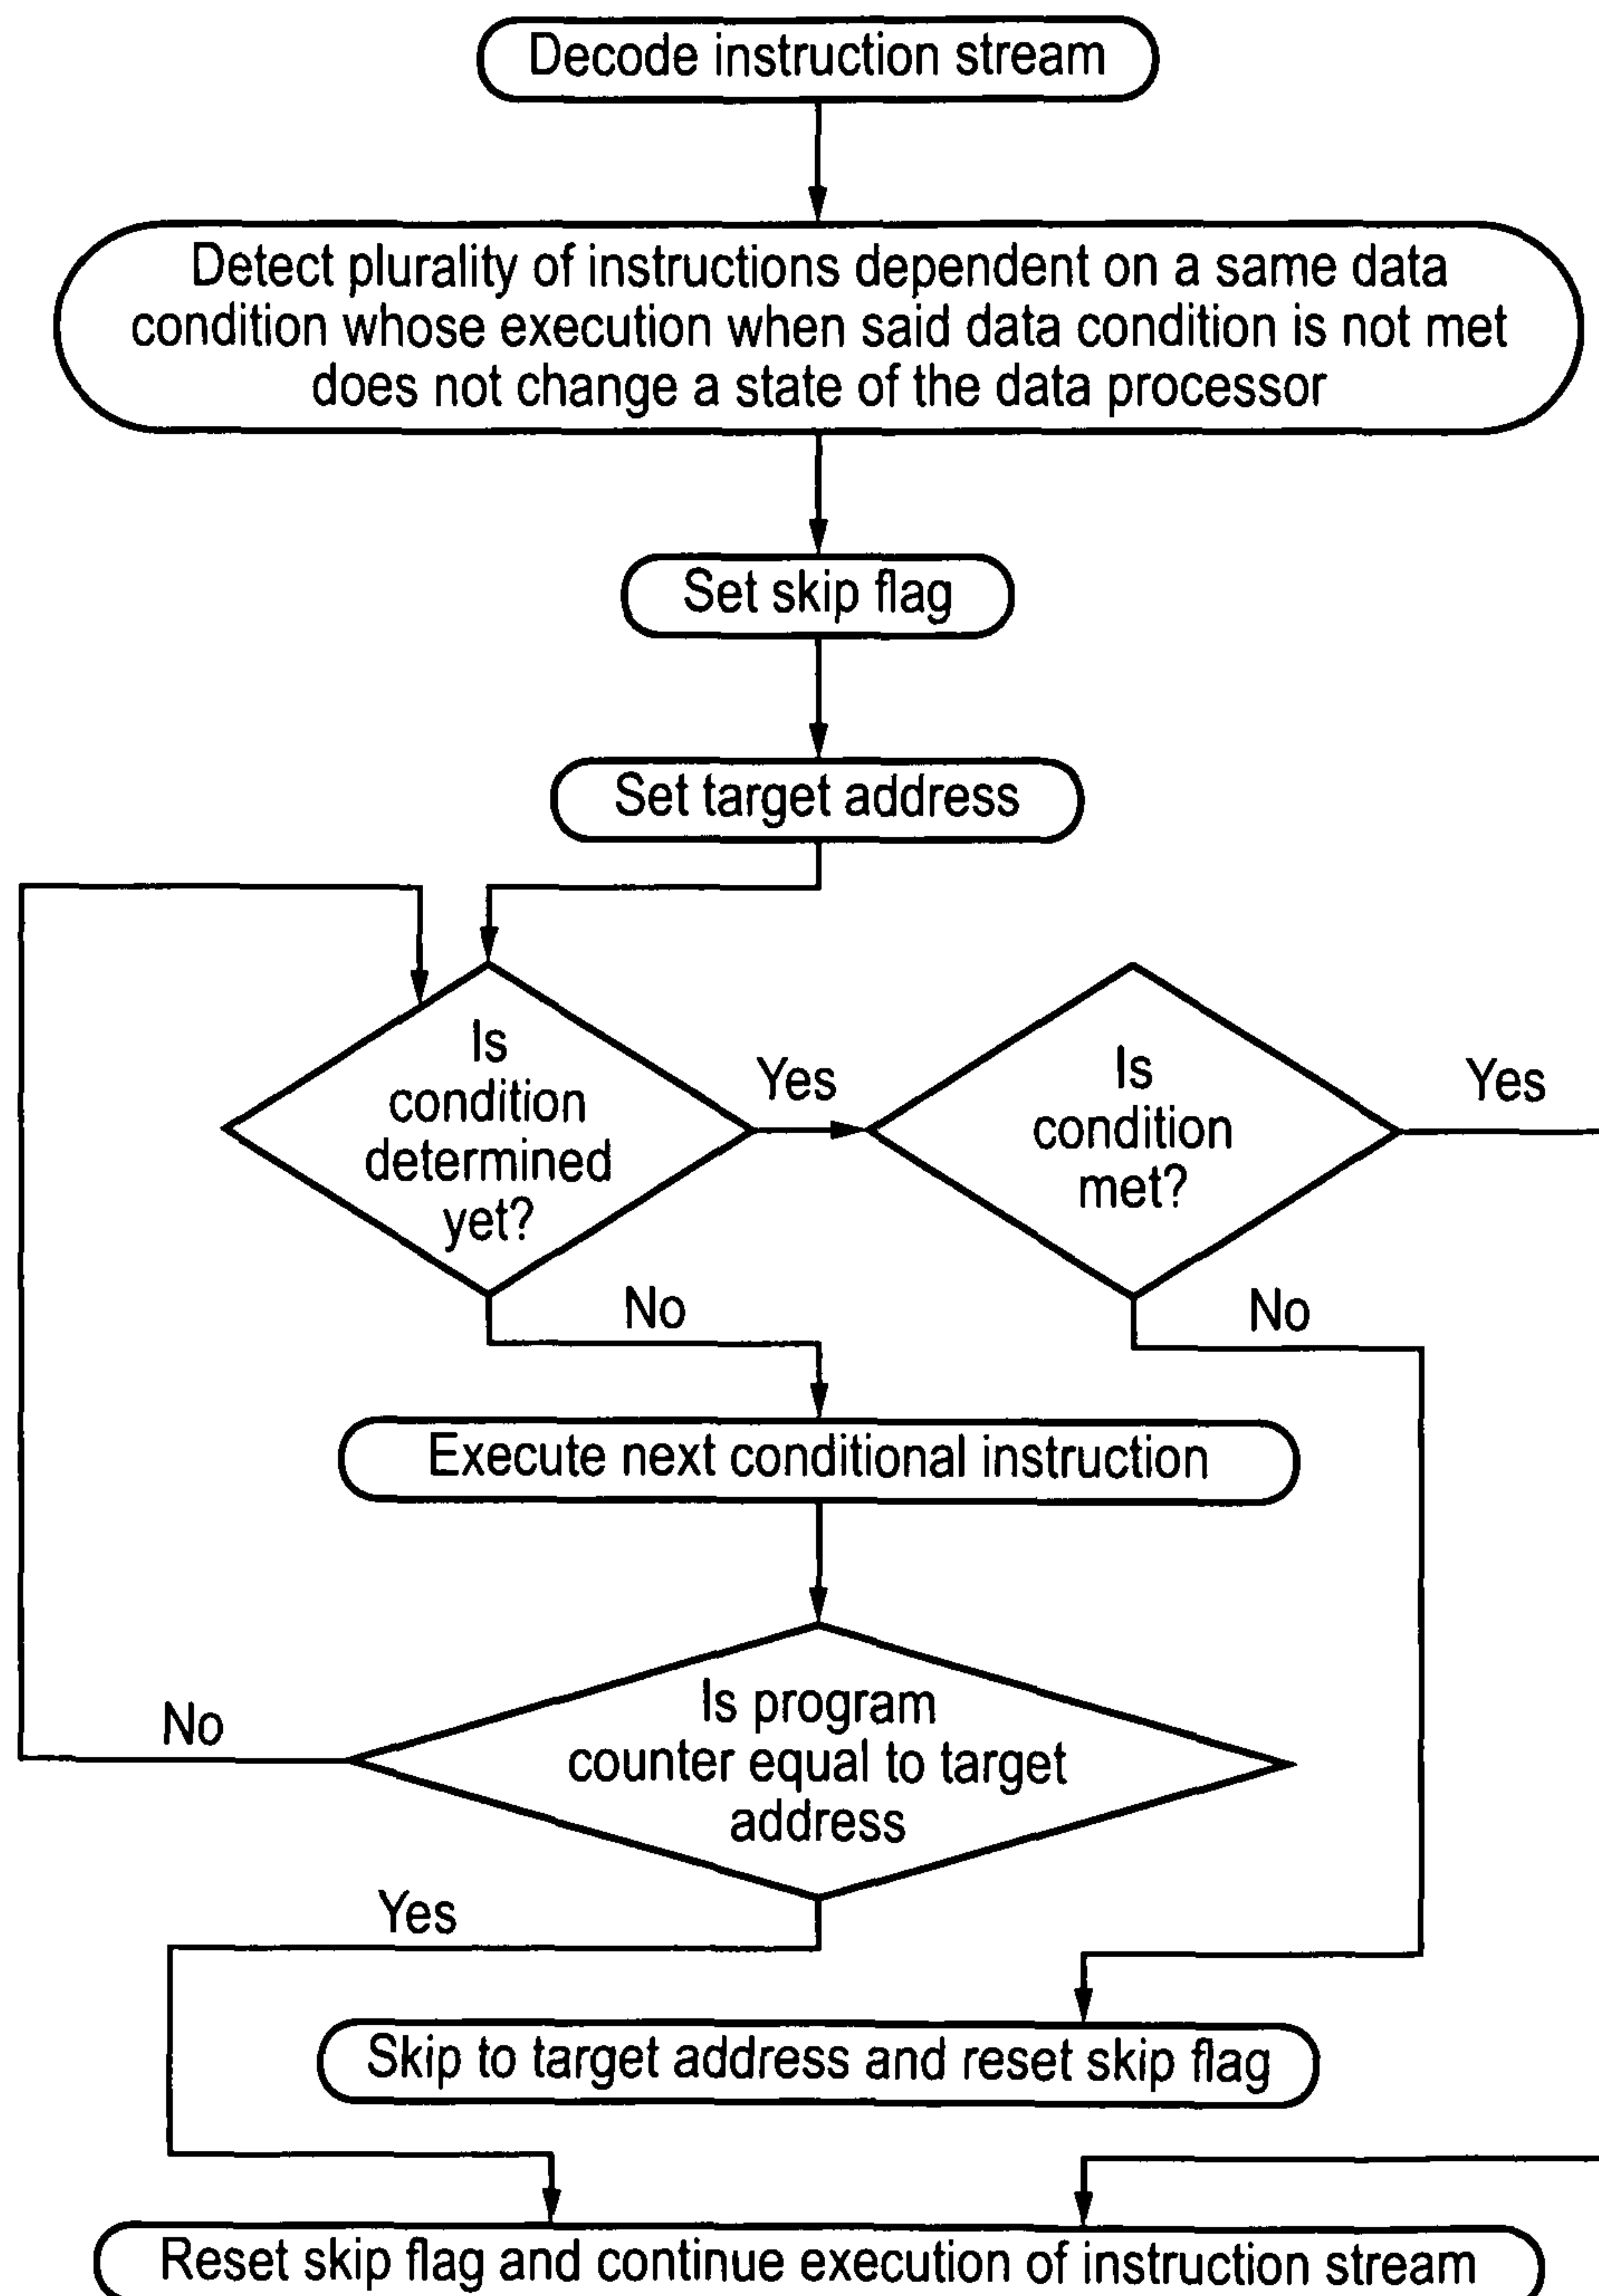 Decode instruction stream
Detect plurality of instructions dependent on a same data
condition whose execution when said data condition is not met
does not change a state of the data processor
Set skip flag
Set target address
Is
condition
determined
yet?
Yes
Is
condition
met?
Yes
No
No
Execute next conditional instruction
Is program
counter equal to target
address
No
Yes
Skip to target address and reset skip flag
Reset skip flag and continue execution of instruction stream